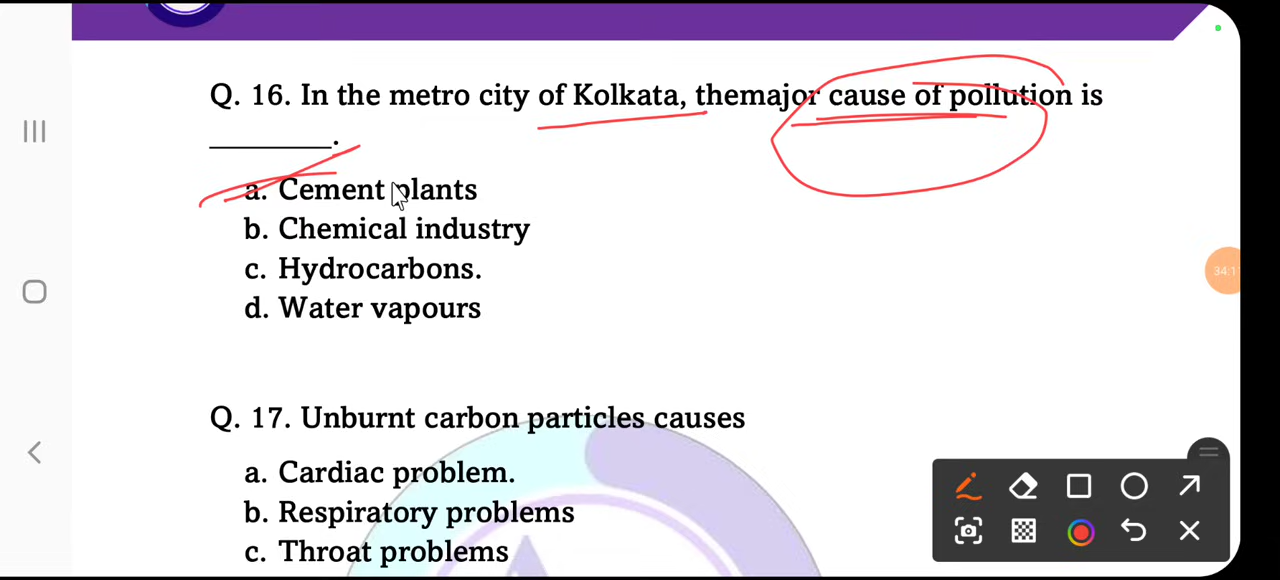 Q. 16. In the metro city of Kolkata, themajor cause of pollution is
________.
a. Cement plants
b. Chemical industry
c. Hydrocarbons.
d. Water vapours
Q. 17. Unburnt carbon particles causes
a. Cardiac problem.
b. Respiratory problems
c. Throat problems